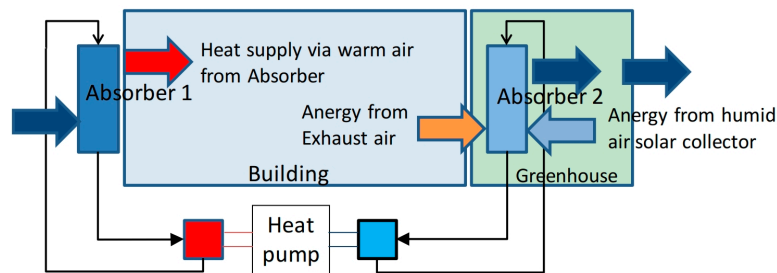 Heat supply via warm air
from Absorber
Absorber 1
Absorber 2
Anergy from
Exhaust air
Anergy from humid
air solar collector
Building
Greenhouse
Heat
pump